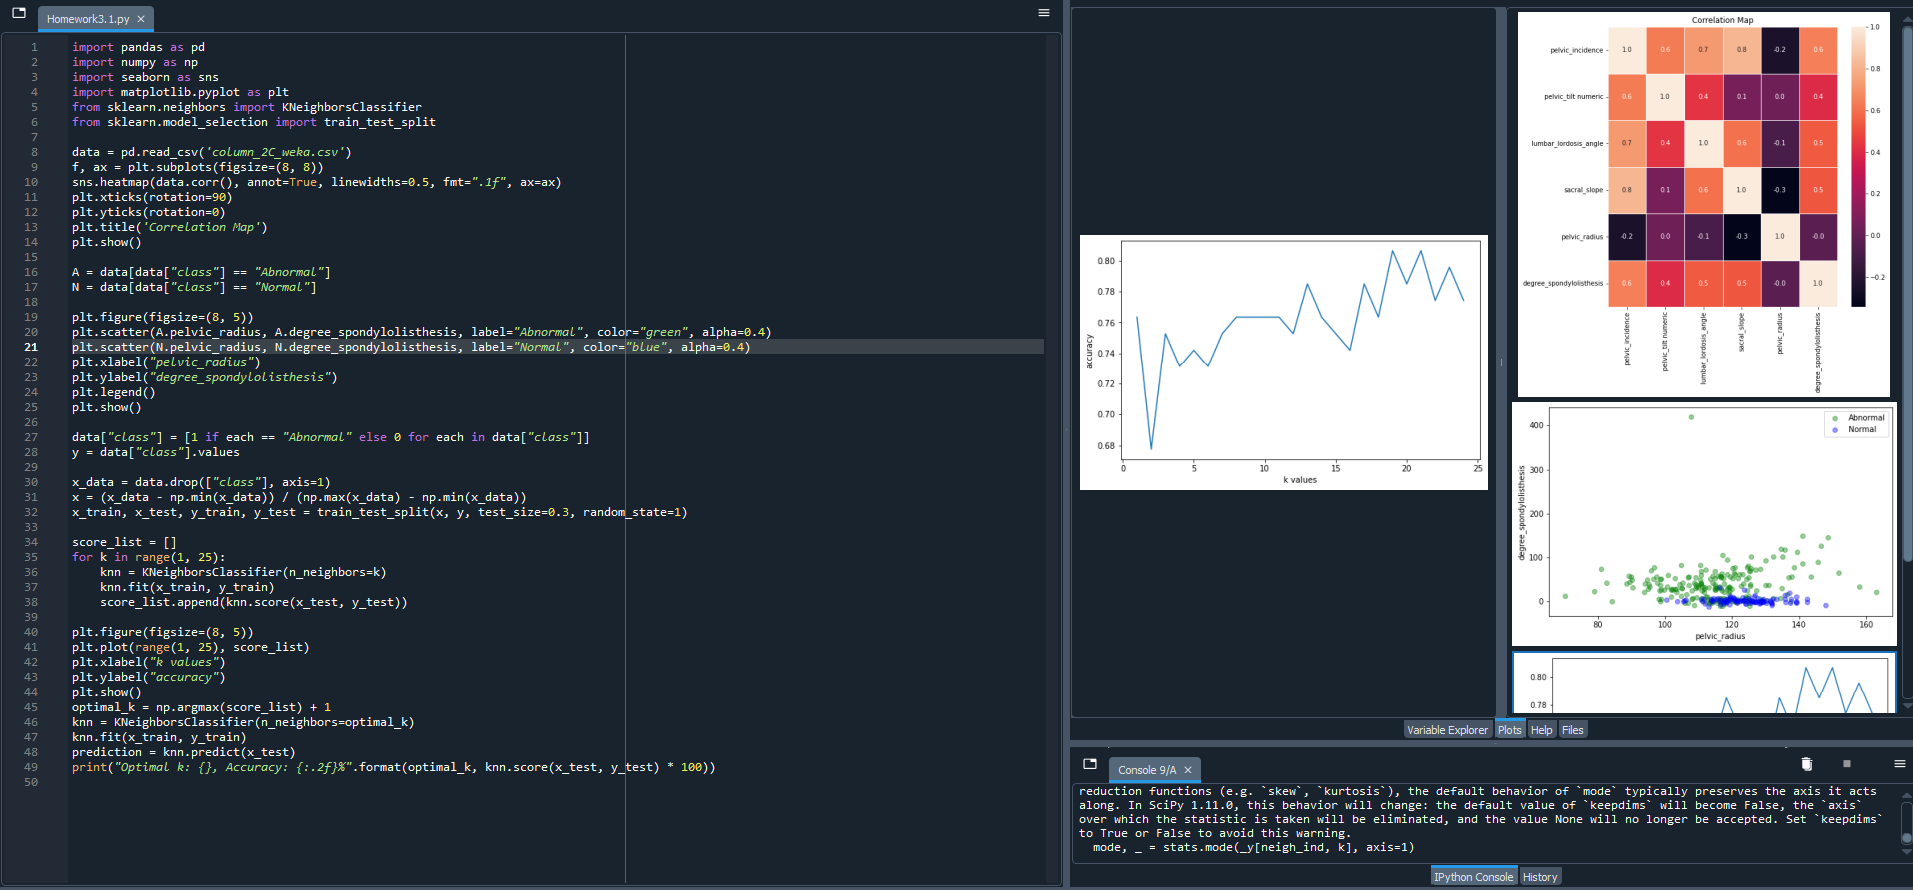 Homework3.1.py
1 import pandas as pd
2 import numpy as np
3 import seaborn as sns
4 import matplotlib.pyplot as plt
5 from sklearn.neighbors import KNeighborsClassifier
6 from sklearn.model_selection import train_test_split
7
8 data = pd.read_csv('column_2C_weka.csv')
9 f, ax = plt.subplots(figsize=(8, 8))
10 sns.heatmap(data.corr(), annot=True, linewidths=0.5, fmt=".1f", ax=ax)
11 plt.xticks(rotation=90)
12 plt.yticks(rotation=0)
13 plt.title('Correlation Map')
14 plt.show()
15
16 A = data[data["class"] == "Abnormal"]
17 N = data[data["class"] == "Normal"]
18
19 plt.figure(figsize=(8, 5))
20 plt.scatter(A.pelvic_radius, A.degree_spondylolisthesis, label="Abnormal", color="green", alpha=0.4)
21 plt.scatter(N.pelvic_radius, N.degree_spondylolisthesis, label="Normal", color="blue", alpha=0.4)
22 plt.xlabel("pelvic_radius")
23 plt.ylabel("degree_spondylolisthesis")
24 plt.legend()
25 plt.show()
26
27 data["class"] = [1 if each == "Abnormal" else 0 for each in data["class"]]
28 y = data["class"].values
29
30 x_data = data.drop(["class"], axis=1)
31 x = (x_data - np.min(x_data)) / (np.max(x_data) - np.min(x_data))
32 x_train, x_test, y_train, y_test = train_test_split(x, y, test_size=0.3, random_state=1)
33
34 score_list = []
35 for k in range(1, 25):
36     knn = KNeighborsClassifier(n_neighbors=k)
37     knn.fit(x_train, y_train)
38     score_list.append(knn.score(x_test, y_test))
39
40 plt.figure(figsize=(8, 5))
41 plt.plot(range(1, 25), score_list)
42 plt.xlabel("k values")
43 plt.ylabel("accuracy")
44 plt.show()
45 optimal_k = np.argmax(score_list) + 1
46 knn = KNeighborsClassifier(n_neighbors=optimal_k)
47 knn.fit(x_train, y_train)
48 prediction = knn.predict(x_test)
49 print("Optimal k: {}, Accuracy: {:.2f}%".format(optimal_k, knn.score(x_test, y_test) * 100))
50
0.80
0.78
0.76
0.74
0.72
0.70
0.68
accuracy
0 5 10 15 20 25
k values
Correlation Map
pelvic_incidence 1.0 0.6 0.7 0.8 -0.2 0.6
pelvic_tilt numeric 0.6 1.0 0.4 0.1 0.0 0.4
lumbar_lordosis_angle 0.7 0.4 1.0 0.6 -0.1 0.5
sacral_slope 0.8 0.1 0.6 1.0 -0.3 0.5
pelvic_radius -0.2 0.0 -0.1 -0.3 1.0 -0.0
degree_spondylolisthesis 0.6 0.4 0.5 0.5 -0.0 1.0
pelvic_incidence
pelvic_tilt numeric
lumbar_lordosis_angle
sacral_slope
pelvic_radius
degree_spondylolisthesis
1.0
0.8
0.6
0.4
0.2
0.0
-0.2
Abnormal
Normal
400
300
200
100
0
degree_spondylolisthesis
80 100 120 140 160
pelvic_radius
0.80
0.78
Variable Explorer Plots Help Files
Console 9/A
reduction functions (e.g. `skew`, `kurtosis`), the default behavior of `mode` typically preserves the axis it acts
along. In SciPy 1.11.0, this behavior will change: the default value of `keepdims` will become False, the `axis`
over which the statistic is taken will be eliminated, and the value None will no longer be accepted. Set `keepdims`
to True or False to avoid this warning.
  mode, _ = stats.mode(_y[neigh_ind, k], axis=1)
IPython Console History